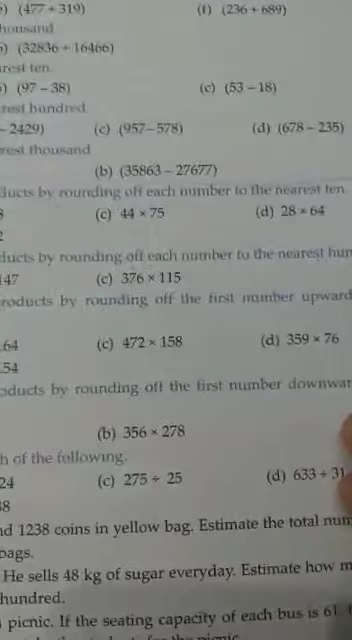 (477 + 319) (f) (236 + 689)
housand
(32836 + 16466)
rest ten.
(97 – 38) (c) (53 – 18)
rest hundred.
– 2429) (c) (957–578) (d) (678 – 235)
rest thousand.
(b) (35863 – 27677)
ducts by rounding off each number to the nearest ten.
(c) 44 × 75 (d) 28 × 64
2
ducts by rounding off each number to the nearest hun
147 (c) 376 × 115
roducts by rounding off the first number upward
64 (c) 472 × 158 (d) 359 × 76
54
oducts by rounding off the first number downwar
(b) 356 × 278
h of the following.
24 (c) 275 ÷ 25 (d) 633 ÷ 31
38
nd 1238 coins in yellow bag. Estimate the total num
bags.
He sells 48 kg of sugar everyday. Estimate how m
hundred.
picnic. If the seating capacity of each bus is 61,